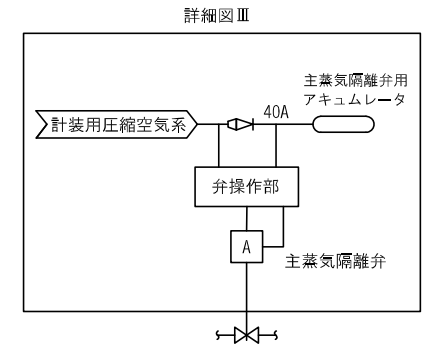 詳細図Ⅲ
主蒸気隔離弁用
アキュムレータ
40A
計装用圧縮空気系
弁操作部
A
主蒸気隔離弁